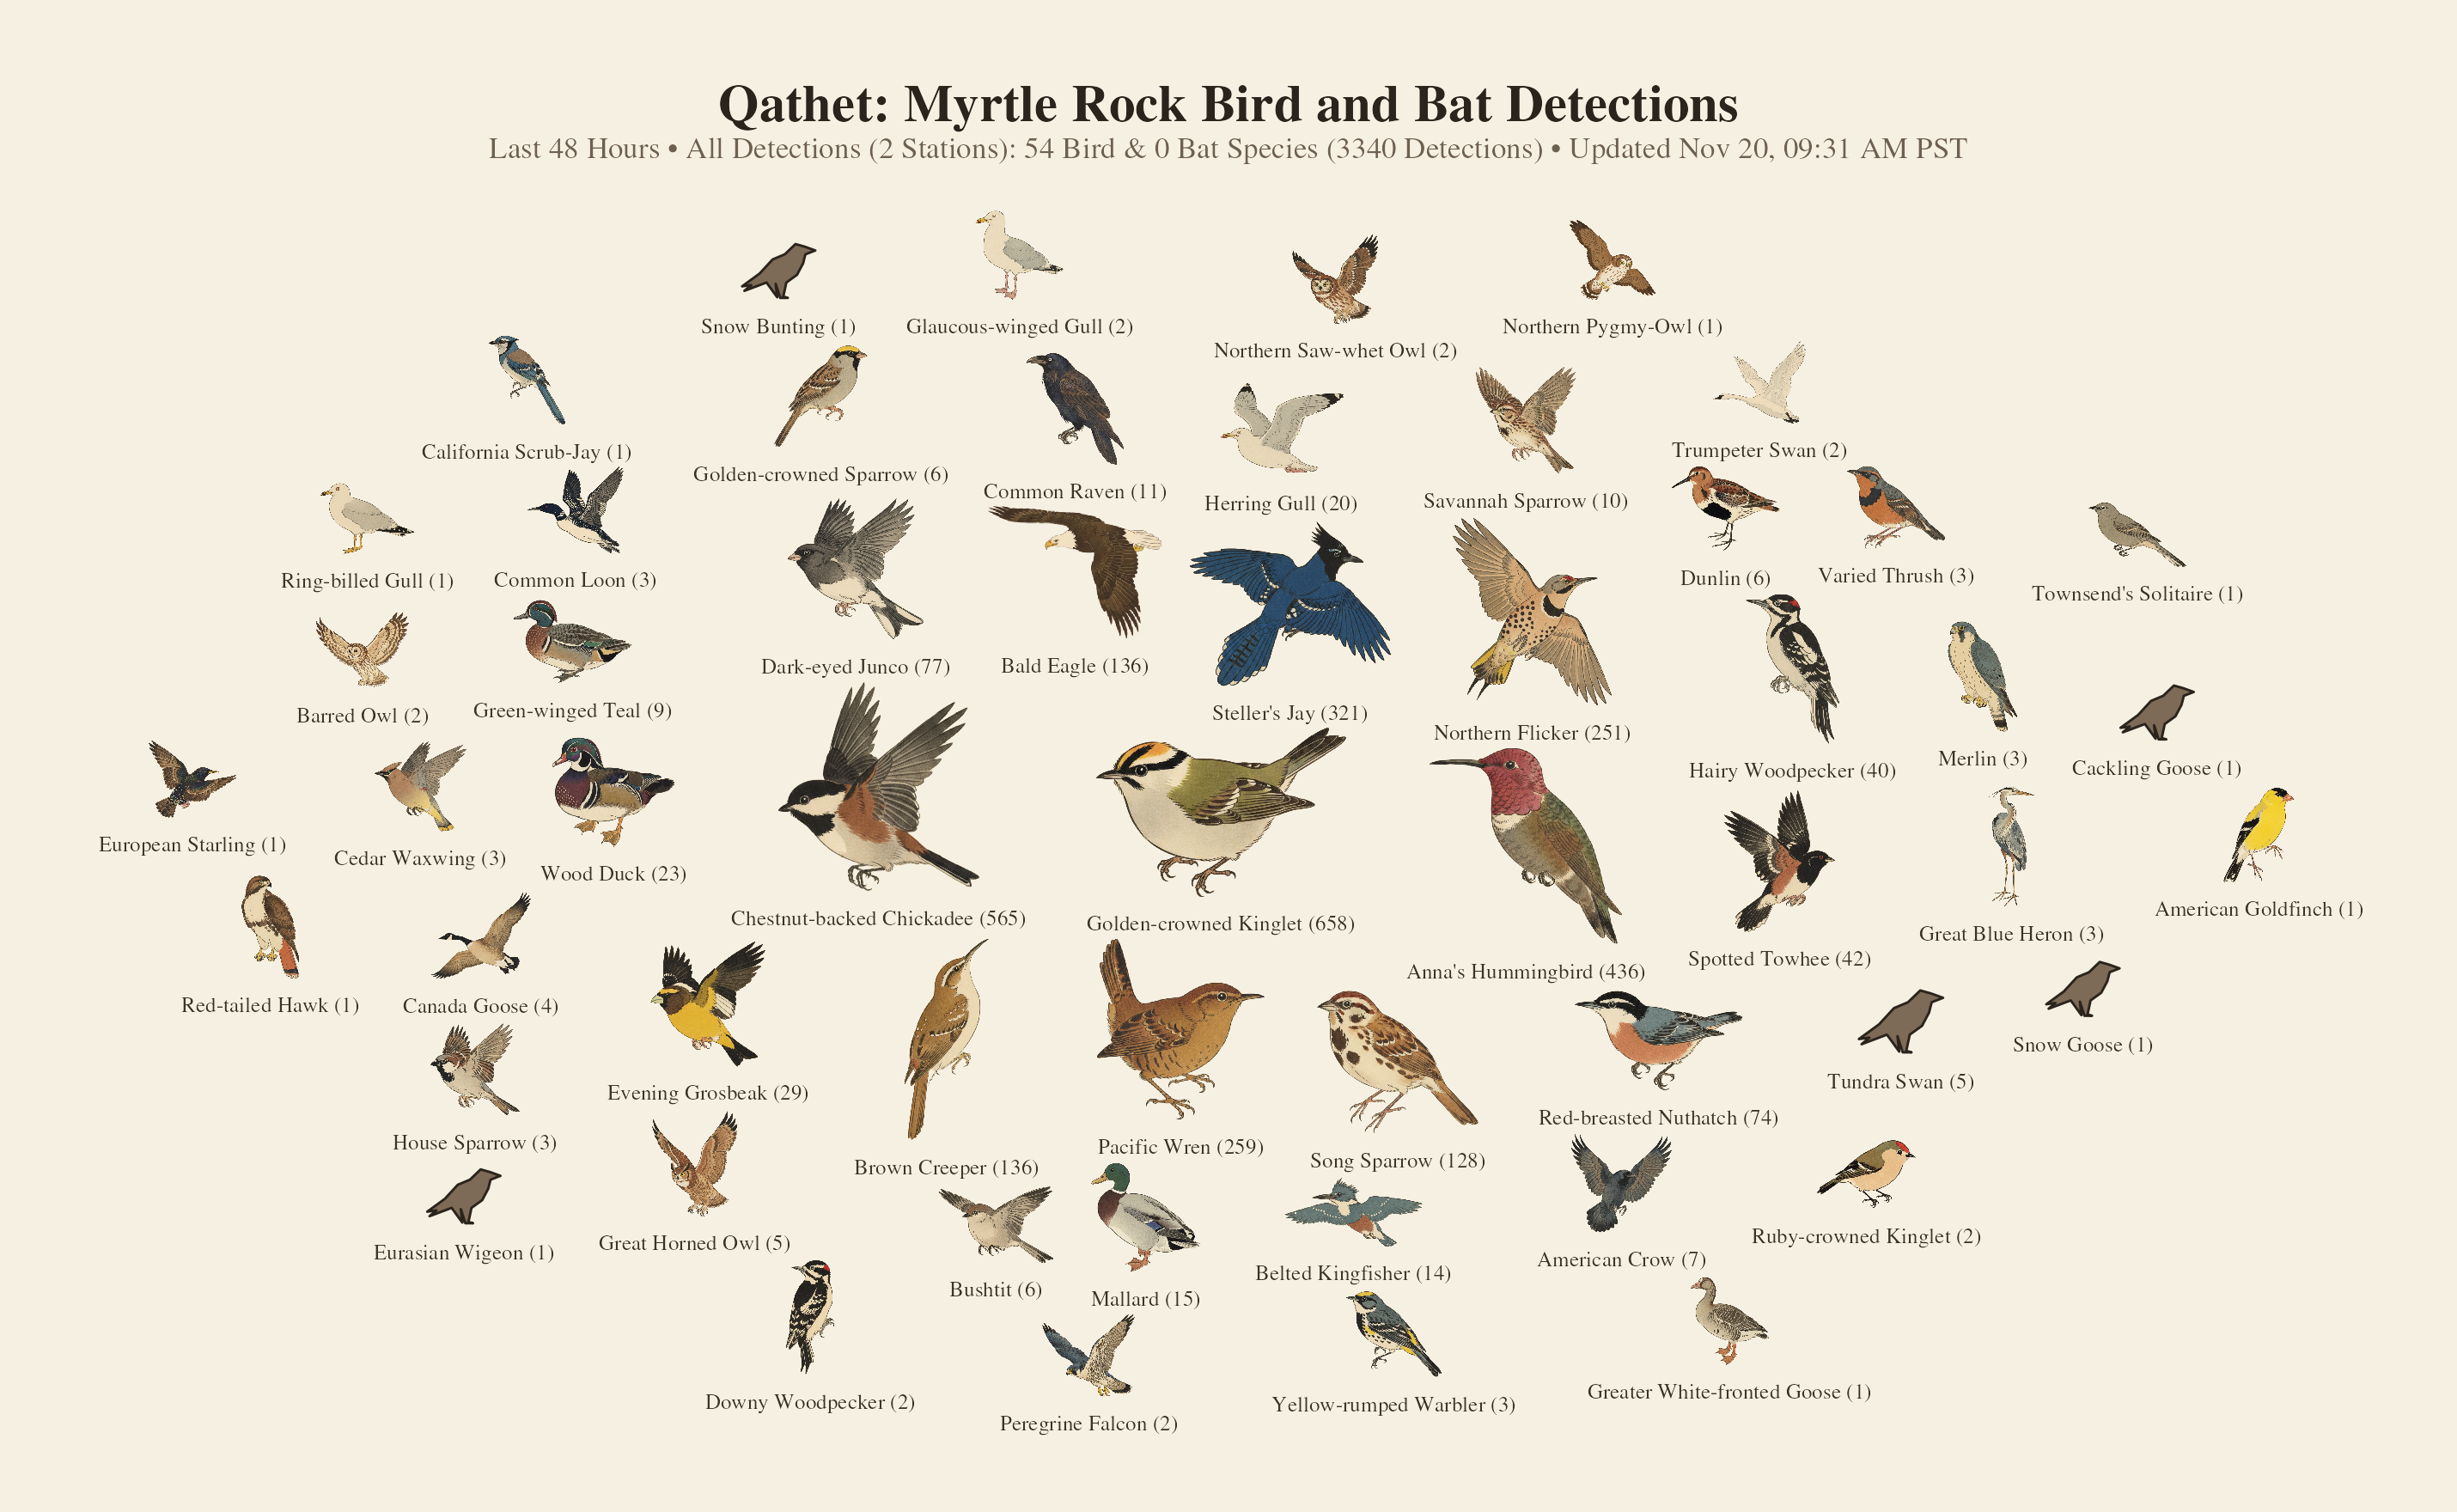 Qathet: Myrtle Rock Bird and Bat Detections
Last 48 Hours • All Detections (2 Stations): 54 Bird & 0 Bat Species (3340 Detections) • Updated Nov 20, 09:31 AM PST
Snow Bunting (1)
Glaucous-winged Gull (2)
Northern Saw-whet Owl (2)
Northern Pygmy-Owl (1)
California Scrub-Jay (1)
Golden-crowned Sparrow (6)
Common Raven (11)
Herring Gull (20)
Savannah Sparrow (10)
Trumpeter Swan (2)
Ring-billed Gull (1)
Common Loon (3)
Dunlin (6)
Varied Thrush (3)
Townsend's Solitaire (1)
Barred Owl (2)
Green-winged Teal (9)
Dark-eyed Junco (77)
Bald Eagle (136)
Steller's Jay (321)
Northern Flicker (251)
Hairy Woodpecker (40)
Merlin (3)
Cackling Goose (1)
European Starling (1)
Cedar Waxwing (3)
Wood Duck (23)
Chestnut-backed Chickadee (565)
Golden-crowned Kinglet (658)
Anna's Hummingbird (436)
Spotted Towhee (42)
Great Blue Heron (3)
American Goldfinch (1)
Red-tailed Hawk (1)
Canada Goose (4)
Evening Grosbeak (29)
Brown Creeper (136)
Pacific Wren (259)
Song Sparrow (128)
Red-breasted Nuthatch (74)
Tundra Swan (5)
Snow Goose (1)
House Sparrow (3)
Great Horned Owl (5)
Eurasian Wigeon (1)
Bushtit (6)
Mallard (15)
Belted Kingfisher (14)
American Crow (7)
Ruby-crowned Kinglet (2)
Downy Woodpecker (2)
Peregrine Falcon (2)
Yellow-rumped Warbler (3)
Greater White-fronted Goose (1)